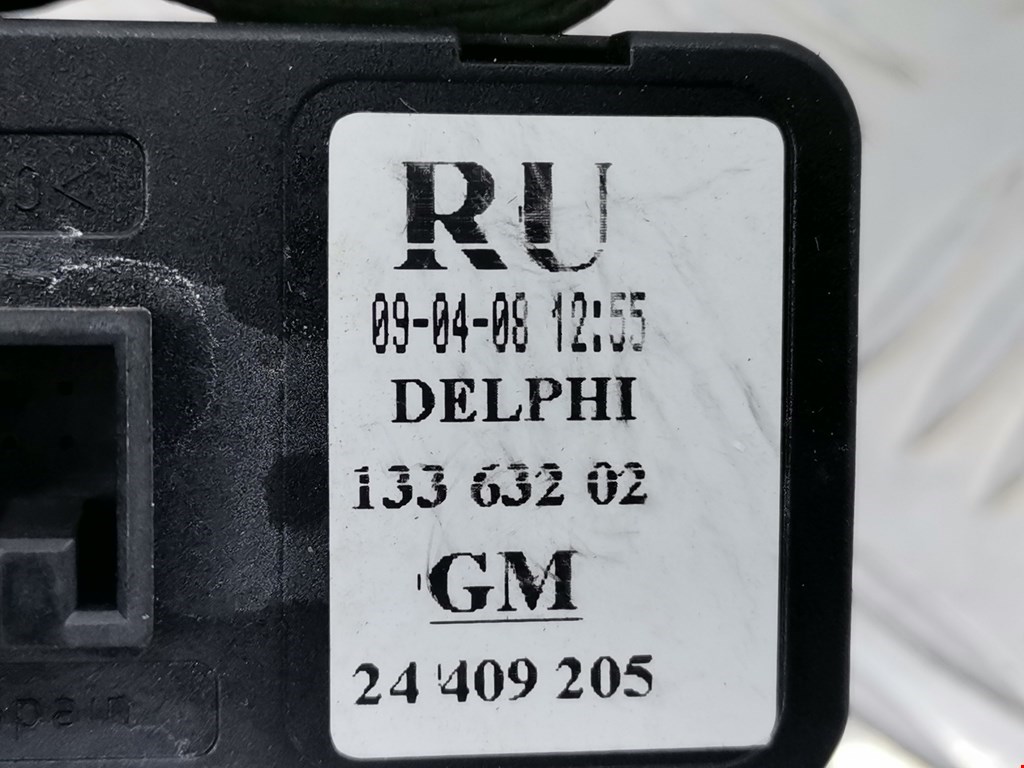 RU
09-04-08 12:55
DELPHI
133 632 02
GM
24 409 205